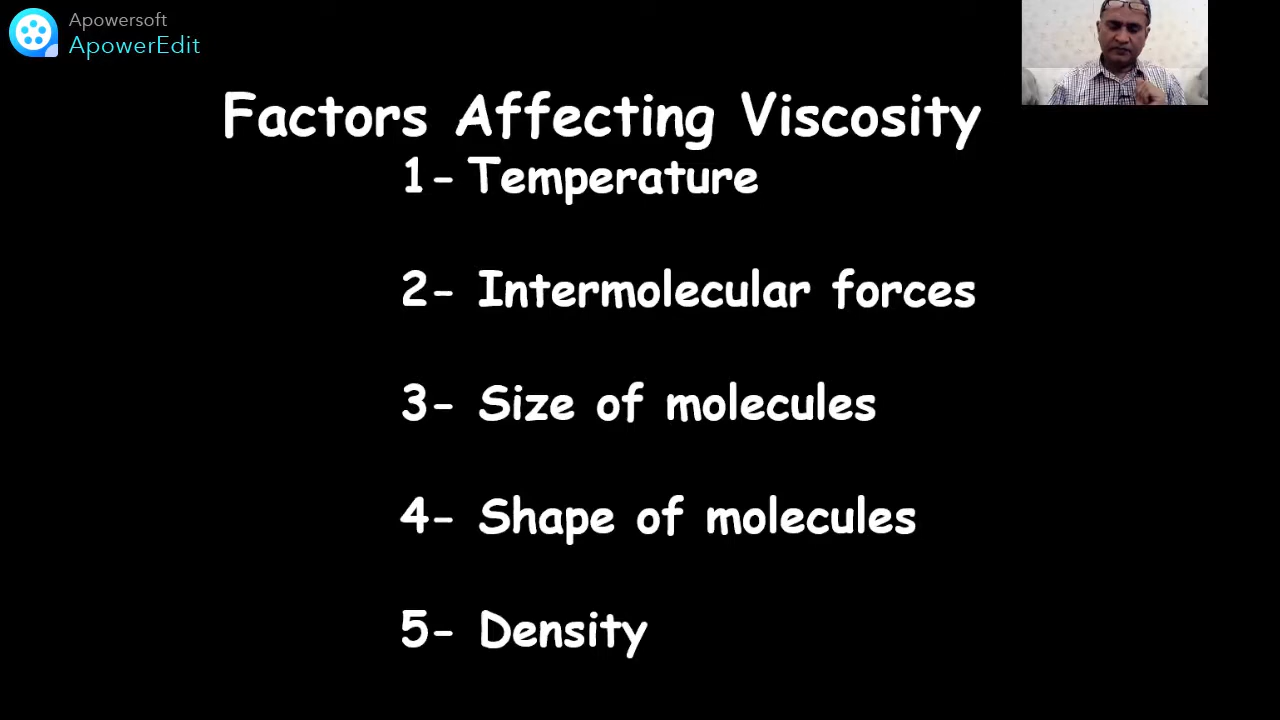 Apowersoft
ApowerEdit
Factors Affecting Viscosity
1- Temperature
2- Intermolecular forces
3- Size of molecules
4- Shape of molecules
5- Density